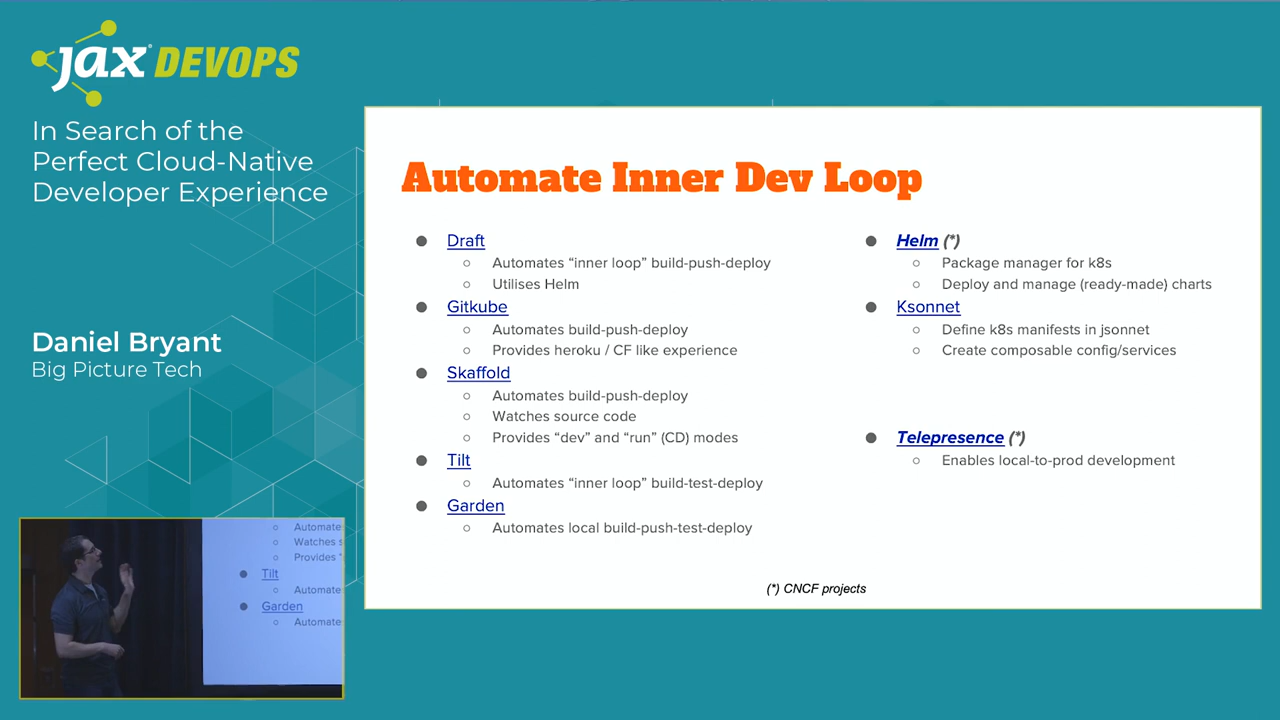 jax DEVOPS
In Search of the
Perfect Cloud-Native
Developer Experience
Daniel Bryant
Big Picture Tech
Automate Inner Dev Loop
Draft
Automates “inner loop” build-push-deploy
Utilises Helm
Gitkube
Automates build-push-deploy
Provides heroku / CF like experience
Skaffold
Automates build-push-deploy
Watches source code
Provides “dev” and “run” (CD) modes
Tilt
Automates “inner loop” build-test-deploy
Garden
Automates local build-push-test-deploy
Helm (*)
Package manager for k8s
Deploy and manage (ready-made) charts
Ksonnet
Define k8s manifests in jsonnet
Create composable config/services
Telepresence (*)
Enables local-to-prod development
(*) CNCF projects
Automate
Watches s
Provides “
Tilt
Automate
Garden
Automate